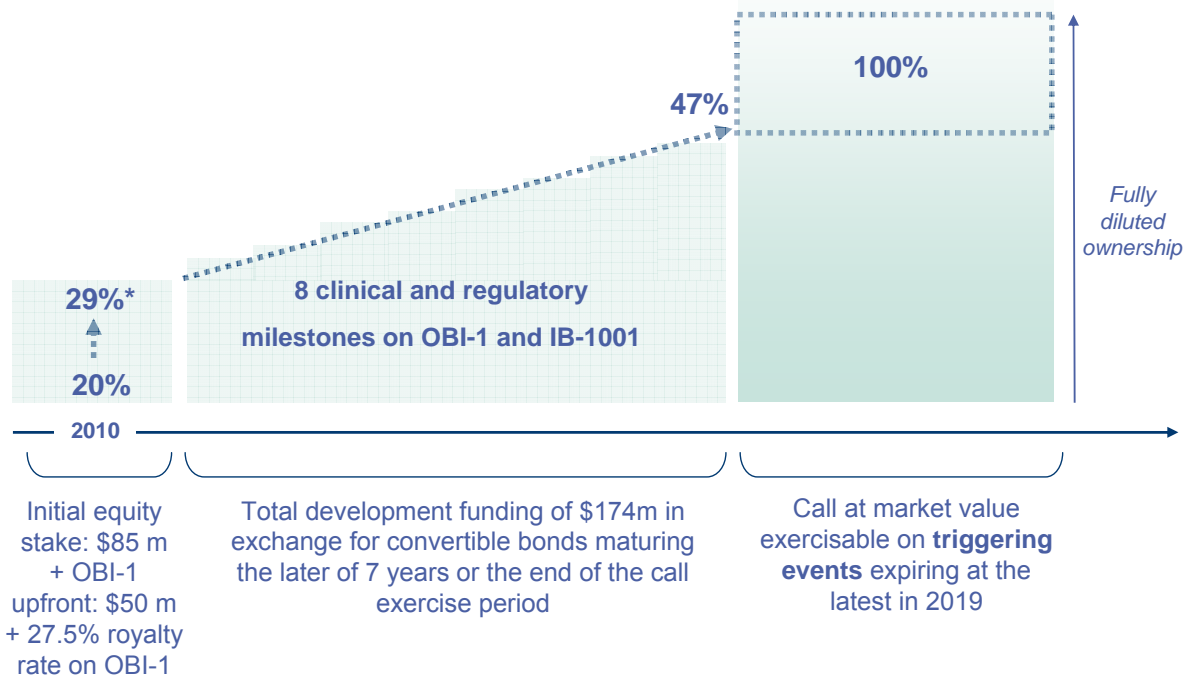 100%
47%
Fully
diluted
ownership
29%*
20%
8 clinical and regulatory
milestones on OBI-1 and IB-1001
2010
Initial equity
stake: $85 m
+ OBI-1
upfront: $50 m
+ 27.5% royalty
rate on OBI-1
Total development funding of $174m in
exchange for convertible bonds maturing
the later of 7 years or the end of the call
exercise period
Call at market value
exercisable on triggering
events expiring at the
latest in 2019